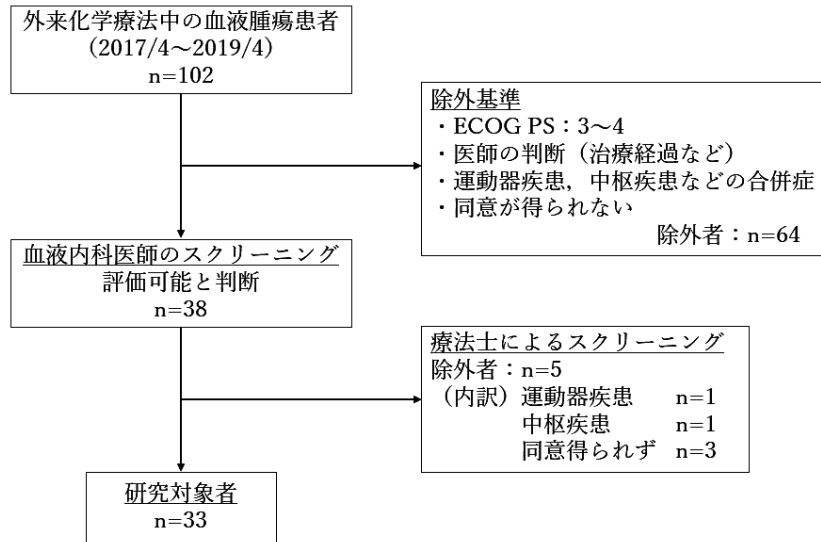 外来化学療法中の血液腫瘍患者
（2017/4～2019/4）
n=102
除外基準
・ECOG PS：3～4
・医師の判断（治療経過など）
・運動器疾患，中枢疾患などの合併症
・同意が得られない
除外者：n=64
血液内科医師のスクリーニング
評価可能と判断
n=38
療法士によるスクリーニング
除外者：n=5
（内訳）運動器疾患 n=1
中枢疾患 n=1
同意得られず n=3
研究対象者
n=33